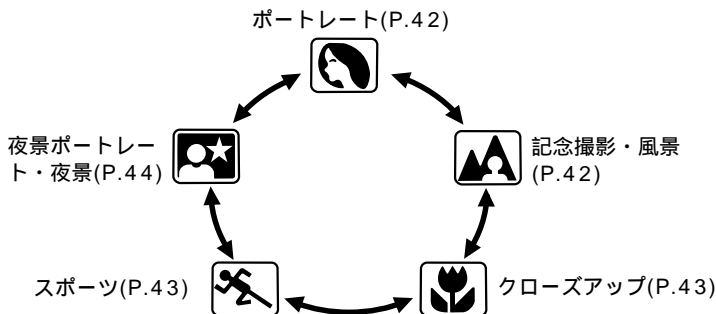 ポートレート(P.42)
夜景ポートレー
ト・夜景(P.44)
記念撮影・風景
(P.42)
スポーツ(P.43)
クローズアップ(P.43)